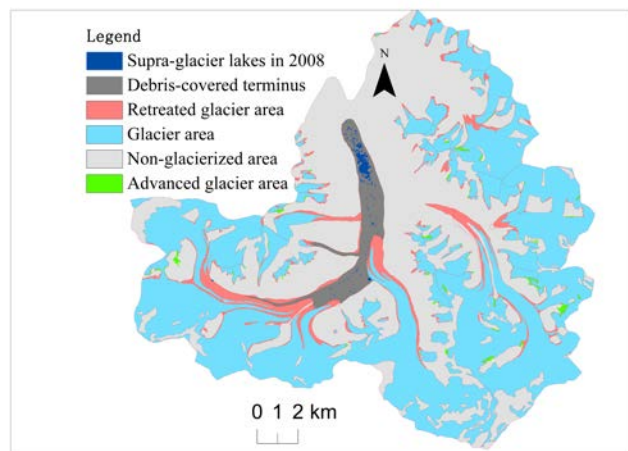 Legend
Supra-glacier lakes in 2008
Debris-covered terminus
Retreated glacier area
Glacier area
Non-glacierized area
Advanced glacier area
N
0 1 2 km